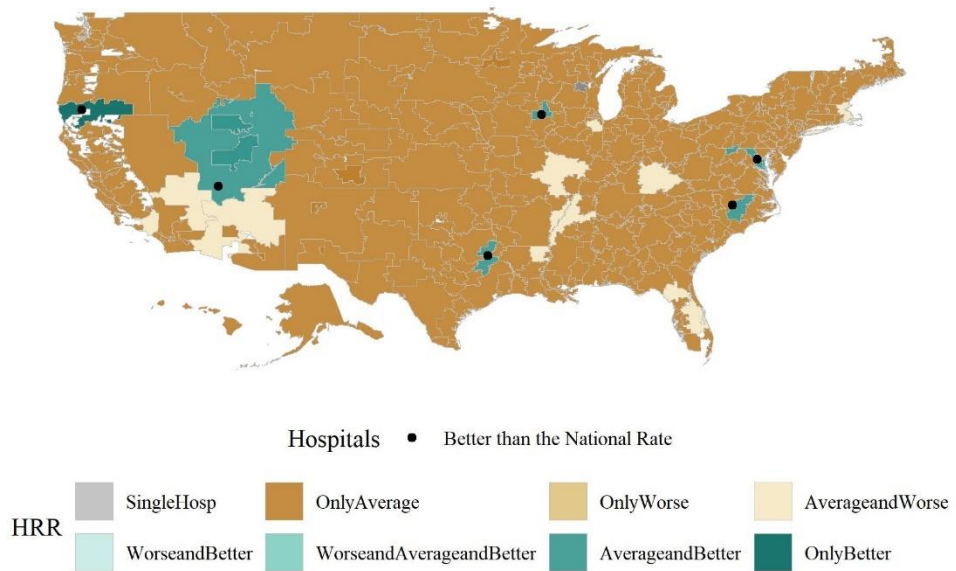 Hospitals Better than the National Rate
SingleHosp OnlyAverage OnlyWorse AverageandWorse
HRR
WorseandBetter WorseandAverageandBetter AverageandBetter OnlyBetter